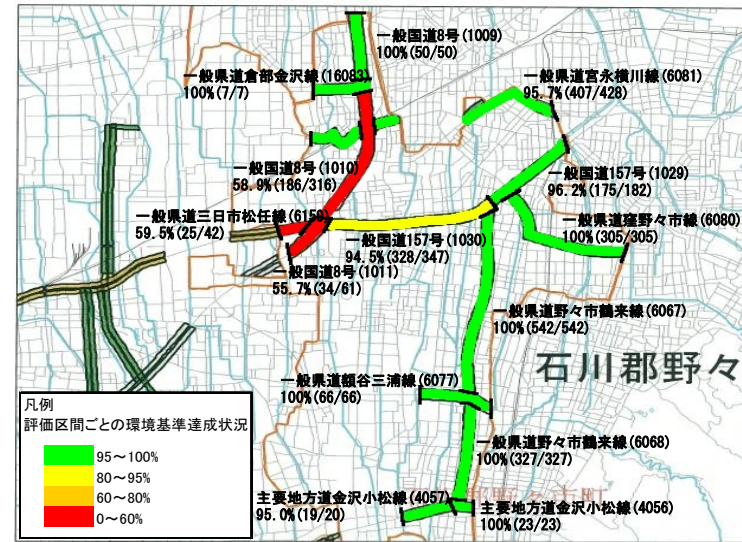 一般国道8号(1009)
100%(50/50)
一般県道倉部金沢線(16083)
100%(7/7)
一般県道宮永横川線(6081)
95.7%(407/428)
一般国道8号(1010)
58.9%(186/316)
一般国道157号(1029)
96.2%(175/182)
一般県道三日市松任線(6159)
59.5%(25/42)
一般県道窪野々市線(6080)
100%(305/305)
一般国道157号(1030)
94.5%(328/347)
一般国道8号(1011)
55.7%(34/61)
一般県道野々市鶴来線(6067)
100%(542/542)
石川郡野々
一般県道額谷三浦線(6077)
100%(66/66)
凡例
評価区間ごとの環境基準達成状況
95～100%
80～95%
60～80%
0～60%
一般県道野々市鶴来線(6068)
100%(327/327)
主要地方道金沢小松線(4057)
95.0%(19/20)
主要地方道金沢小松線(4056)
100%(23/23)